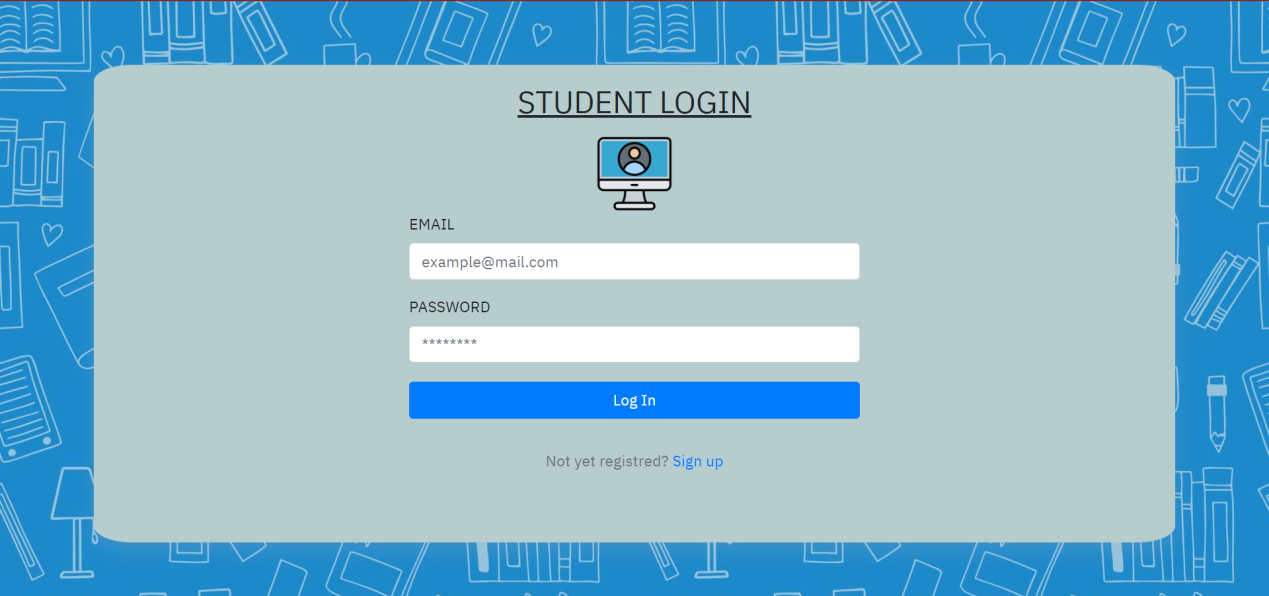 STUDENT LOGIN
EMAIL
example@mail.com
PASSWORD
********
Log In
Not yet registred? Sign up